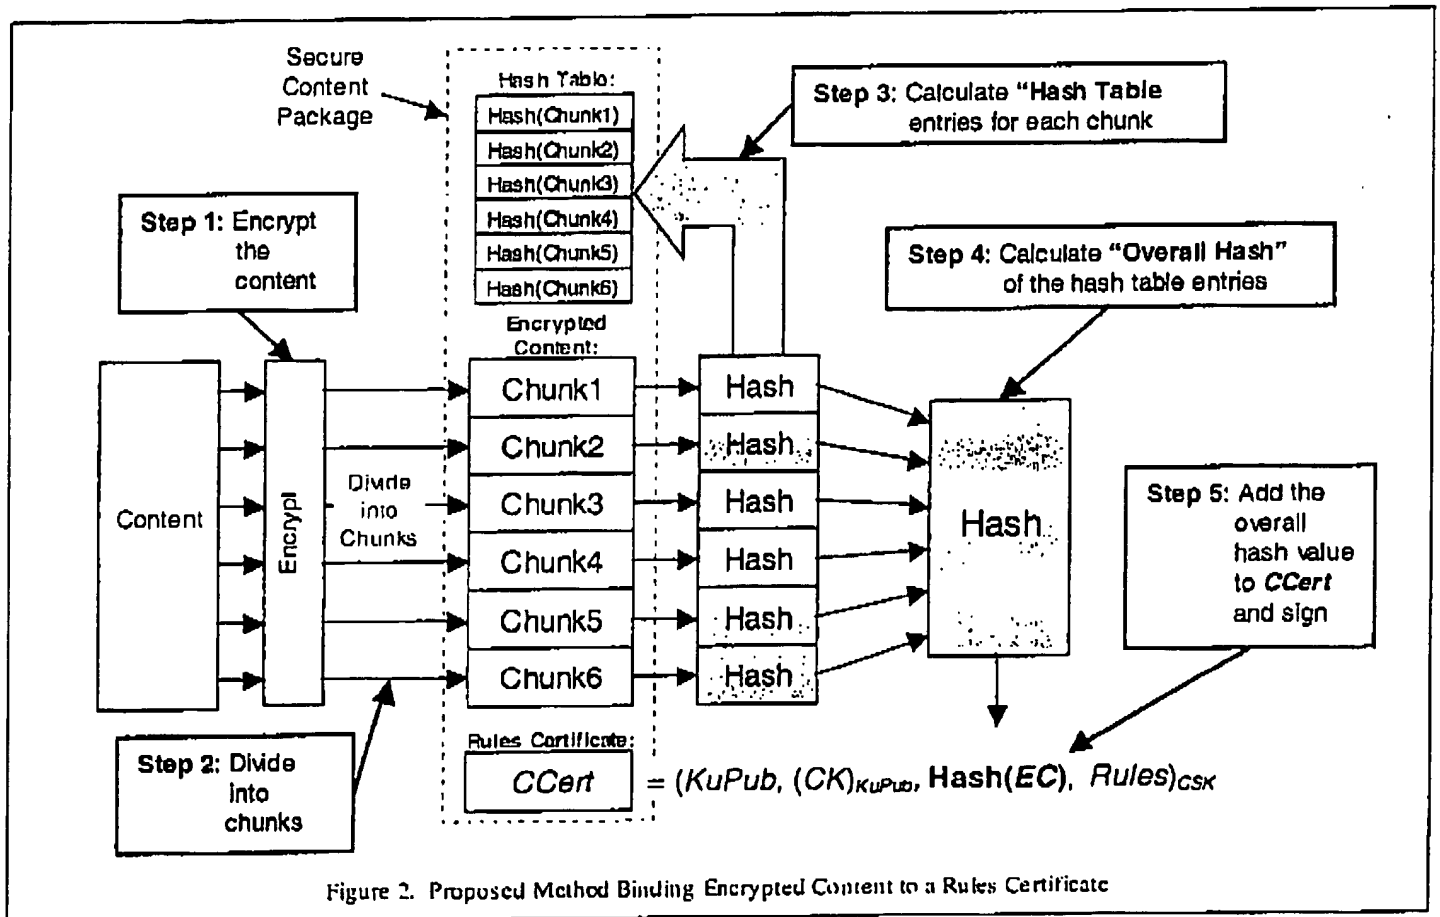 Secure
Content
Package
Hash Table:
Hash(Chunk1)
Hash(Chunk2)
Hash(Chunk3)
Hash(Chunk4)
Hash(Chunk5)
Hash(Chunk6)
Step 3: Calculate "Hash Table
entries for each chunk
Step 1: Encrypt
the
content
Step 4: Calculate "Overall Hash"
of the hash table entries
Encrypted
Content:
Content
Encrypt
Divide
into
Chunks
Chunk1
Chunk2
Chunk3
Chunk4
Chunk5
Chunk6
Hash
Hash
Hash
Hash
Hash
Hash
Hash
Step 5: Add the
overall
hash value
to CCert
and sign
Step 2: Divide
into
chunks
Rules Certificate:
CCert = (KuPub, (CK)KuPub, Hash(EC), Rules)CSK
Figure 2. Proposed Method Binding Encrypted Content to a Rules Certificate